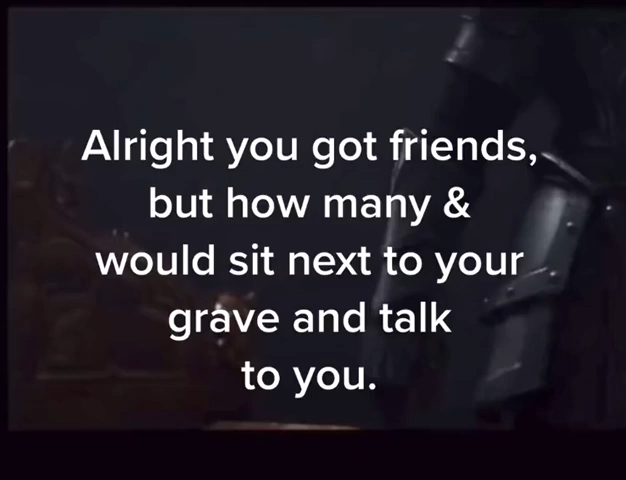 Alright you got friends,
but how many &
would sit next to your
grave and talk
to you.